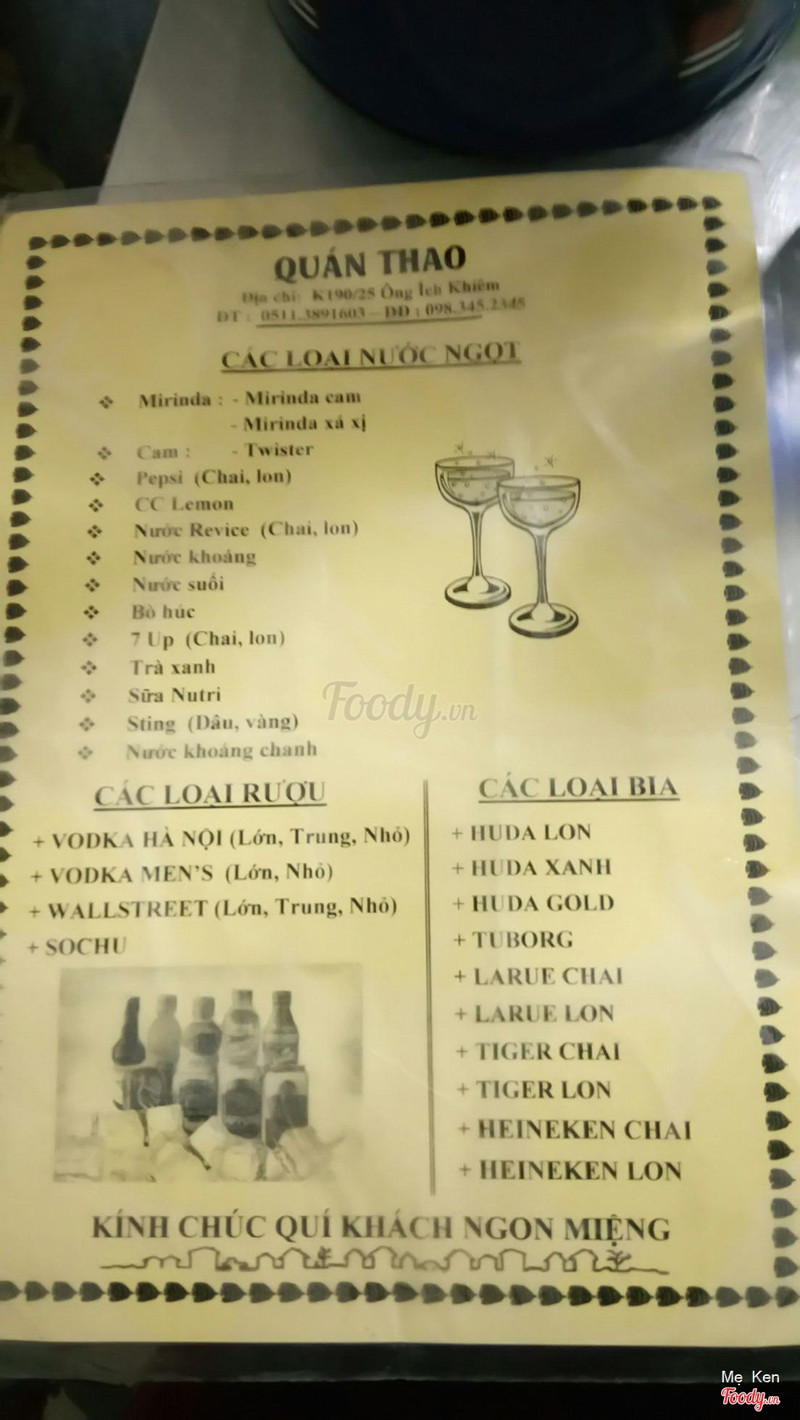 QUÁN THAO
Địa chỉ: K190/25 Ông Ích Khiêm
ĐT : 0511.3891603 – DĐ : 098.345.2345
CÁC LOẠI NƯỚC NGỌT
❖ Mirinda : - Mirinda cam
- Mirinda xá xị
❖ Cam : - Twister
❖ Pepsi (Chai, lon)
❖ CC Lemon
❖ Nước Revice (Chai, lon)
❖ Nước khoáng
❖ Nước suối
❖ Bò húc
❖ 7 Up (Chai, lon)
❖ Trà xanh
❖ Sữa Nutri
❖ Sting (Dâu, vàng)
❖ Nước khoáng chanh
Foody.vn
CÁC LOẠI RƯỢU
+ VODKA HÀ NỘI (Lớn, Trung, Nhỏ)
+ VODKA MEN'S (Lớn, Nhỏ)
+ WALLSTREET (Lớn, Trung, Nhỏ)
+ SOCHU
CÁC LOẠI BIA
+ HUDA LON
+ HUDA XANH
+ HUDA GOLD
+ TUBORG
+ LARUE CHAI
+ LARUE LON
+ TIGER CHAI
+ TIGER LON
+ HEINEKEN CHAI
+ HEINEKEN LON
KÍNH CHÚC QUÍ KHÁCH NGON MIỆNG
Mẹ Ken
Foody.vn